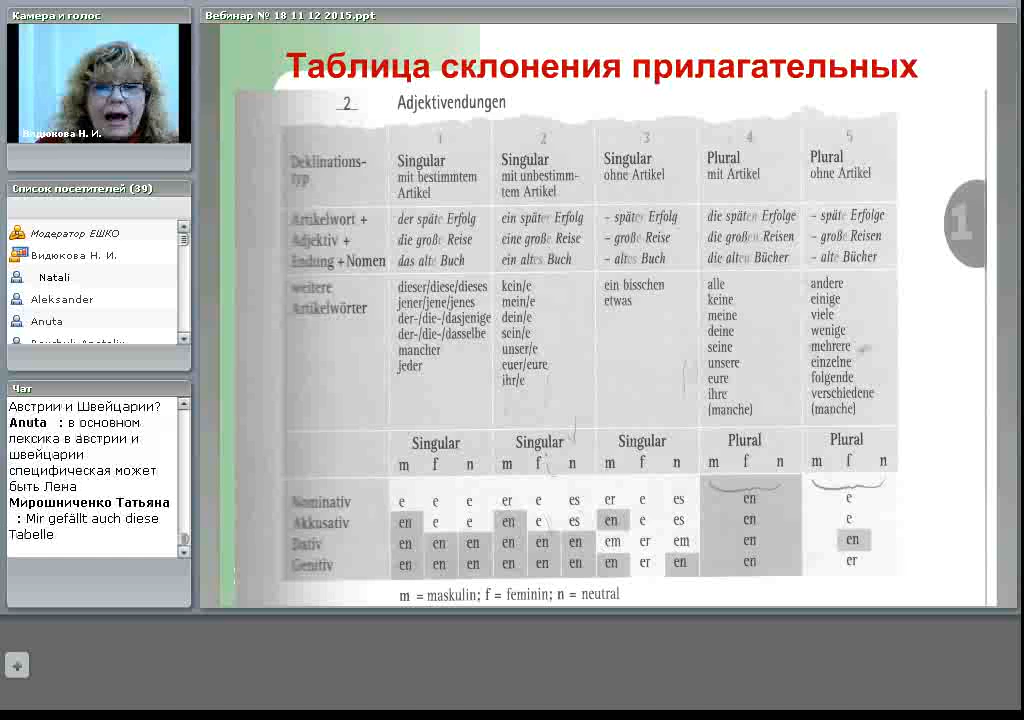 Камера и голос
Видюкова Н. И.
Список посетителей (39)
Модератор ЕШКО
Видюкова Н. И.
Natali
Aleksander
Anuta
Чат
Австрии и Швейцарии?
Anuta : в основном
лексика в австрии и
швейцарии
специфическая может
быть Лена
Мирошниченко Татьяна
: Mir gefällt auch diese
Tabelle
Вебинар № 18 11 12 2015.ppt
Таблица склонения прилагательных
2 Adjektivendungen
1 2 3 4 5
Deklinations- Singular Singular Singular Plural Plural
typ mit bestimmtem mit unbestimm- ohne Artikel mit Artikel ohne Artikel
Artikel tem Artikel
Artikelwort + der späte Erfolg ein später Erfolg – später Erfolg die späten Erfolge – späte Erfolge
Adjektiv + die große Reise eine große Reise – große Reise die großen Reisen – großen Reisen
Endung + Nomen das alte Buch ein altes Buch – altes Buch die alten Bücher – alte Bücher
weitere dieser/diese/dieses kein/e ein bisschen alle andere
Artikelwörter jener/jene/jenes mein/e etwas keine einige
der-/die-/dasjenige dein/e meine viele
der-/die-/dasselbe sein/e deine wenige
mancher unser/e seine mehrere
jeder euer/eure unsere einzelne
ihr/e eure folgende
ihre verschiedene
(manche) (manche)
Singular Singular Singular Plural Plural
m f n m f n m f n m f n m f n
Nominativ e e e er e es er e es en e
Akkusativ en e e en e es en e es en e
Dativ en en en en en en em er em en en
Genitiv en en en en en en en er en en er
m = maskulin; f = feminin; n = neutral
1